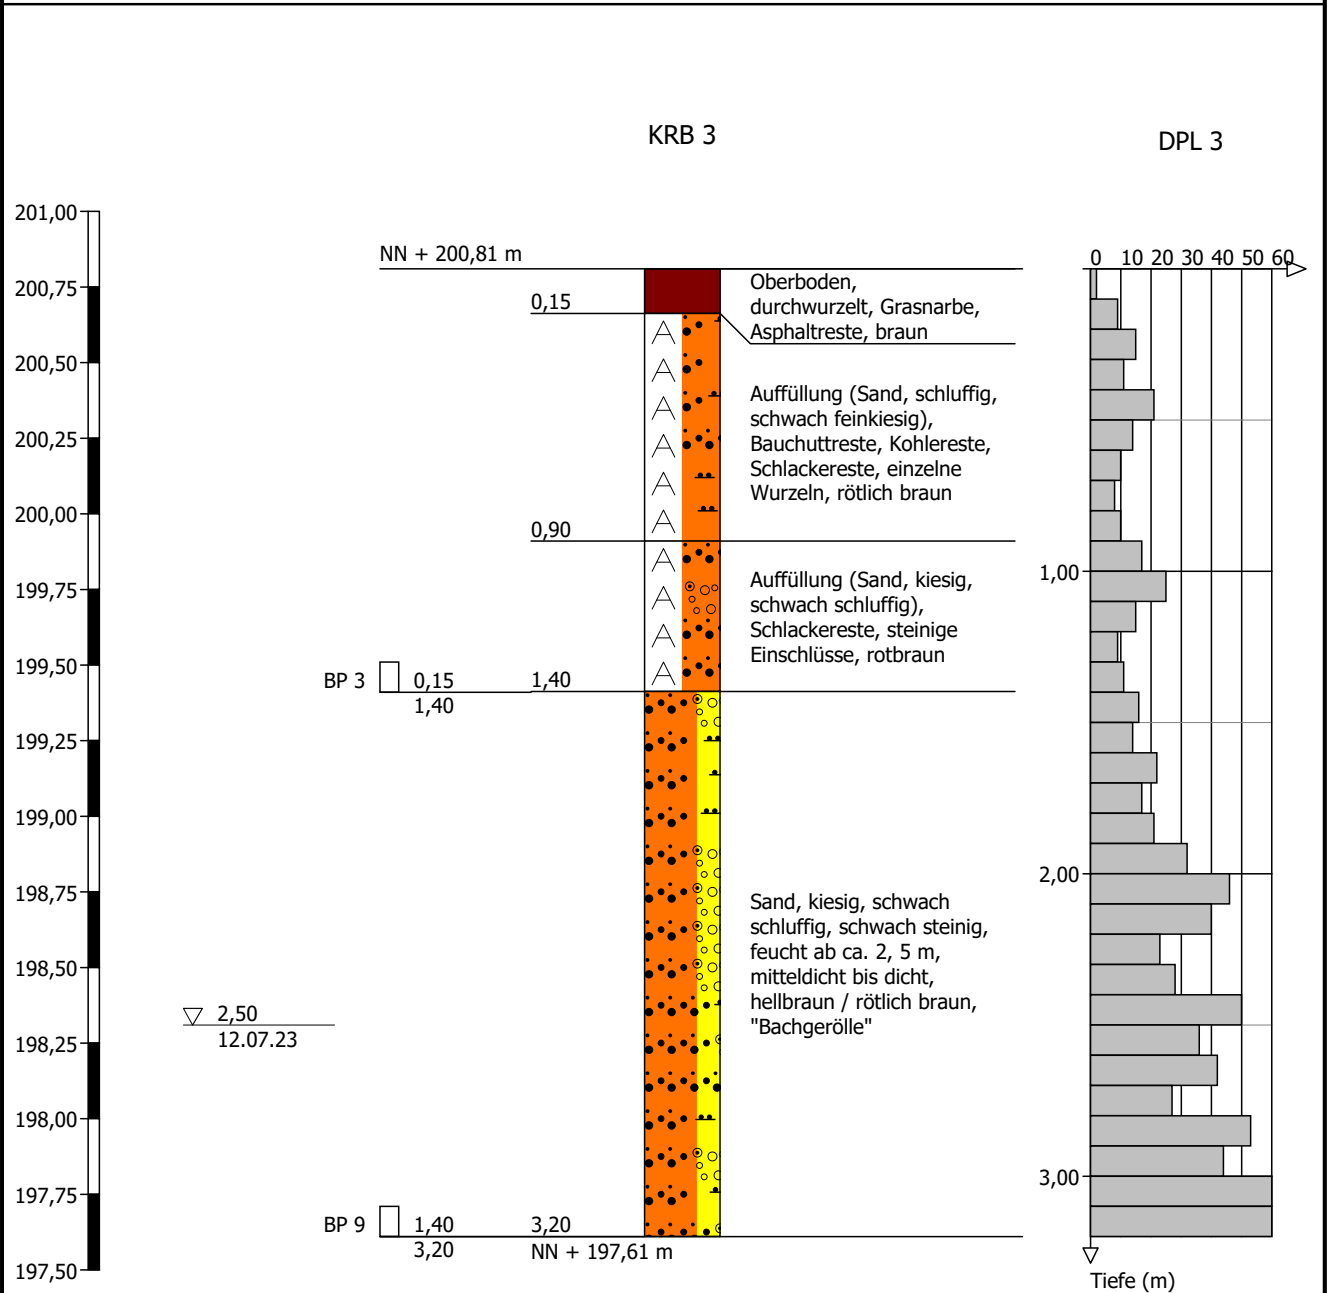 KRB 3
DPL 3
201,00
200,75
200,50
200,25
200,00
199,75
199,50
199,25
199,00
198,75
198,50
198,25
198,00
197,75
197,50
NN + 200,81 m
0,15
Oberboden,
durchwurzelt, Grasnarbe,
Asphaltreste, braun
A
A
A
A
A
A
Auffüllung (Sand, schluffig,
schwach feinkiesig),
Bauchuttreste, Kohlereste,
Schlackereste, einzelne
Wurzeln, rötlich braun
0,90
A
A
A
A
Auffüllung (Sand, kiesig,
schwach schluffig),
Schlackereste, steinige
Einschlüsse, rotbraun
BP 3
0,15
1,40
1,40
Sand, kiesig, schwach
schluffig, schwach steinig,
feucht ab ca. 2, 5 m,
mitteldicht bis dicht,
hellbraun / rötlich braun,
"Bachgerölle"
2,50
12.07.23
BP 9
1,40
3,20
3,20
NN + 197,61 m
0 10 20 30 40 50 60
1,00
2,00
3,00
Tiefe (m)